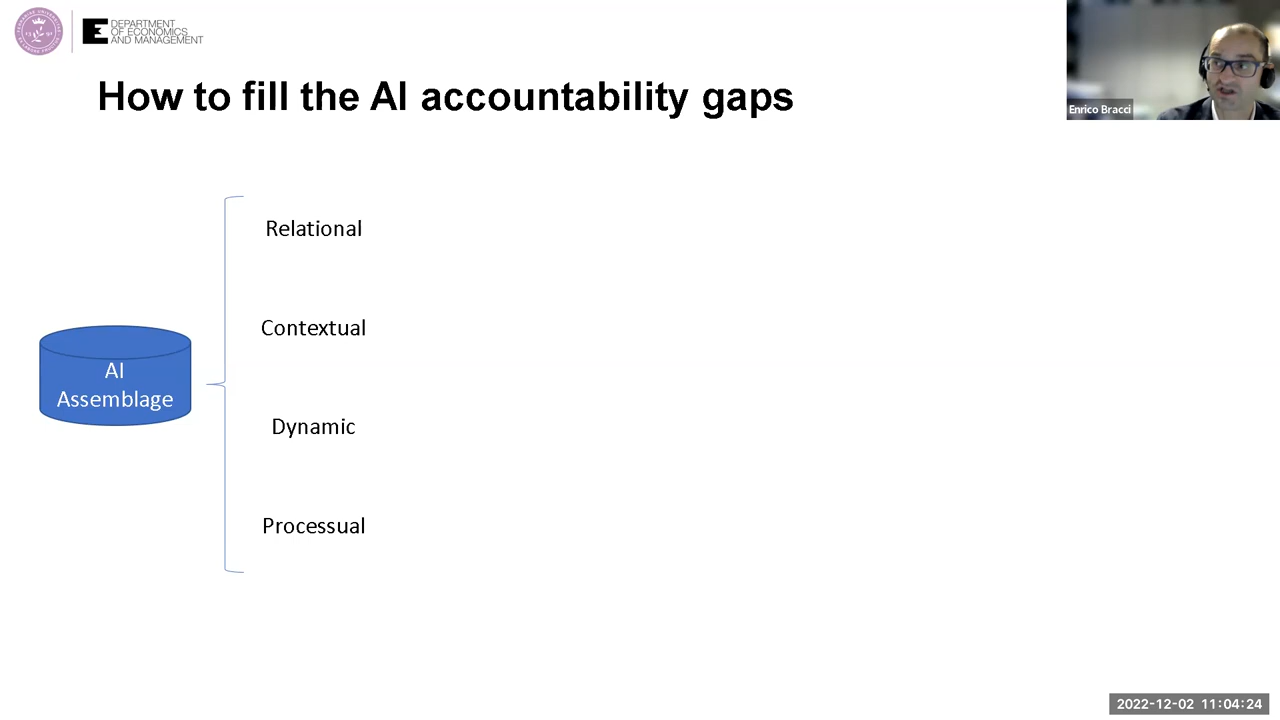 DEPARTMENT
OF ECONOMICS
AND MANAGEMENT
Enrico Bracci
How to fill the AI accountability gaps
Relational
Contextual
AI
Assemblage
Dynamic
Processual
2022-12-02 11:04:24